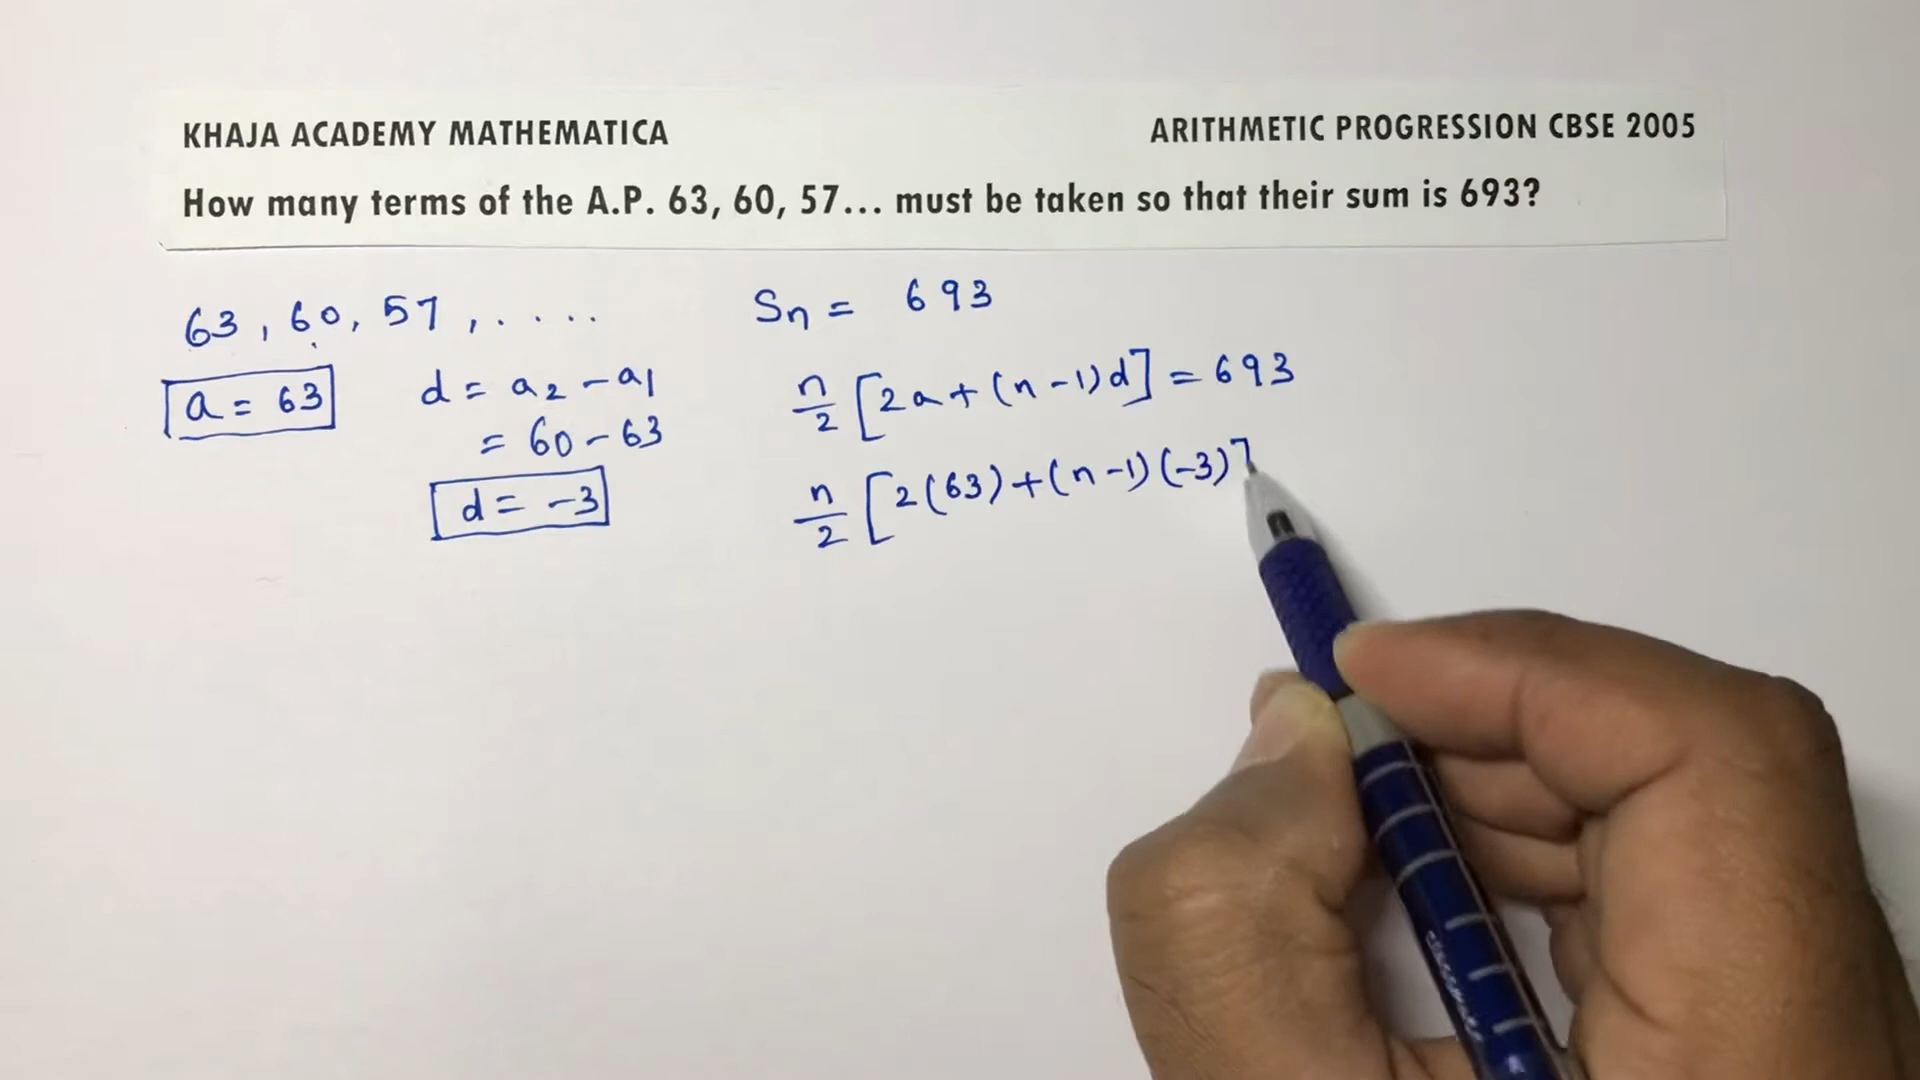 KHAJA ACADEMY MATHEMATICA
ARITHMETIC PROGRESSION CBSE 2005
How many terms of the A.P. 63, 60, 57... must be taken so that their sum is 693?
63, 60, 57, ....
a = 63
d = a₂ - a₁
= 60 - 63
d = -3
Sₙ = 693
n/2 [2a + (n-1)d] = 693
n/2 [2(63) + (n-1)(-3)]